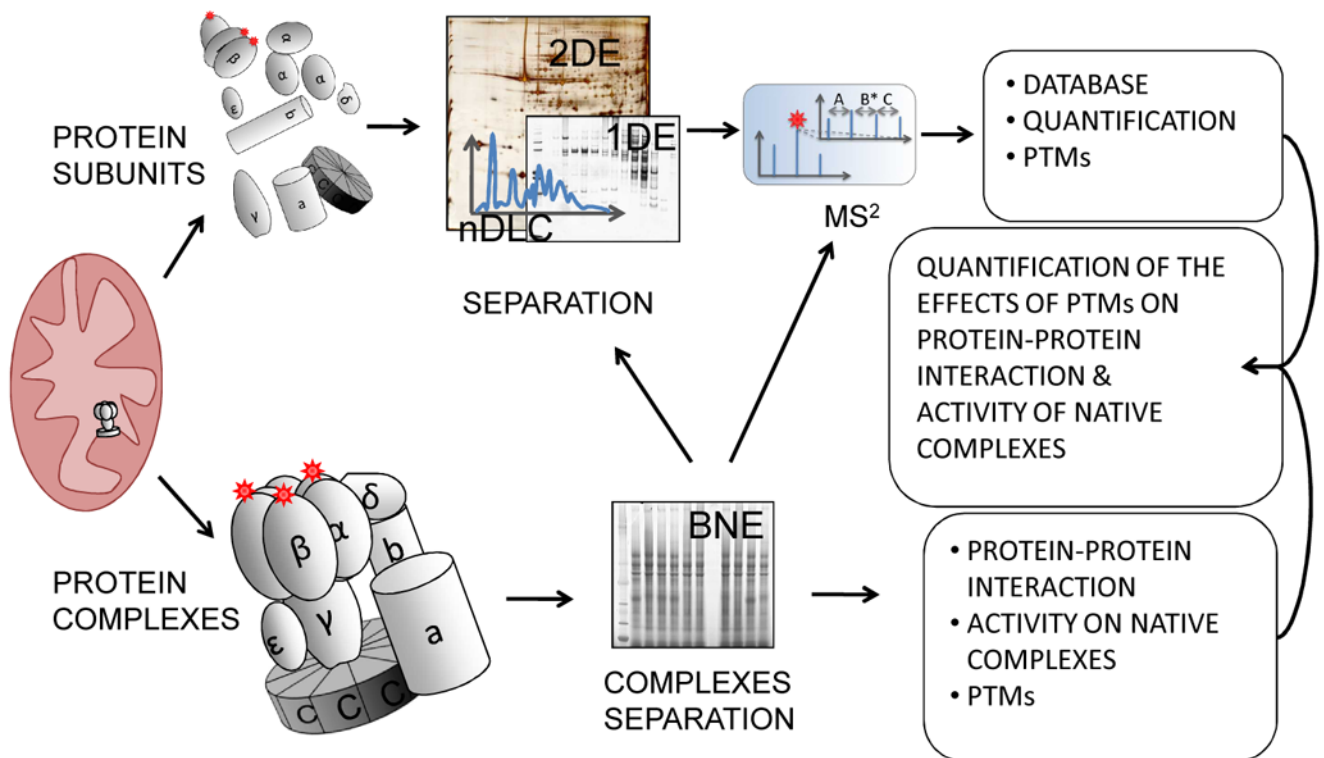 PROTEIN
SUBUNITS
β
α
α
α
ε
δ
b
γ
a
C
C
2DE
1DE
nDLC
SEPARATION
A B* C
MS²
• DATABASE
• QUANTIFICATION
• PTMs
QUANTIFICATION OF THE
EFFECTS OF PTMs ON
PROTEIN-PROTEIN
INTERACTION &
ACTIVITY OF NATIVE
COMPLEXES
PROTEIN
COMPLEXES
β
α
δ
b
ε
γ
a
C
C
C
BNE
COMPLEXES
SEPARATION
• PROTEIN-PROTEIN
INTERACTION
• ACTIVITY ON NATIVE
COMPLEXES
• PTMs